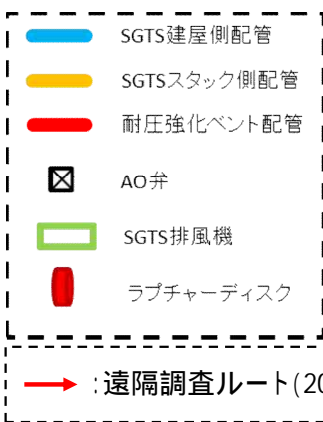 SGTS建屋側配管
SGTSスタック側配管
耐圧強化ベント配管
AO弁
SGTS排風機
ラプチャーディスク
:遠隔調査ルート(20